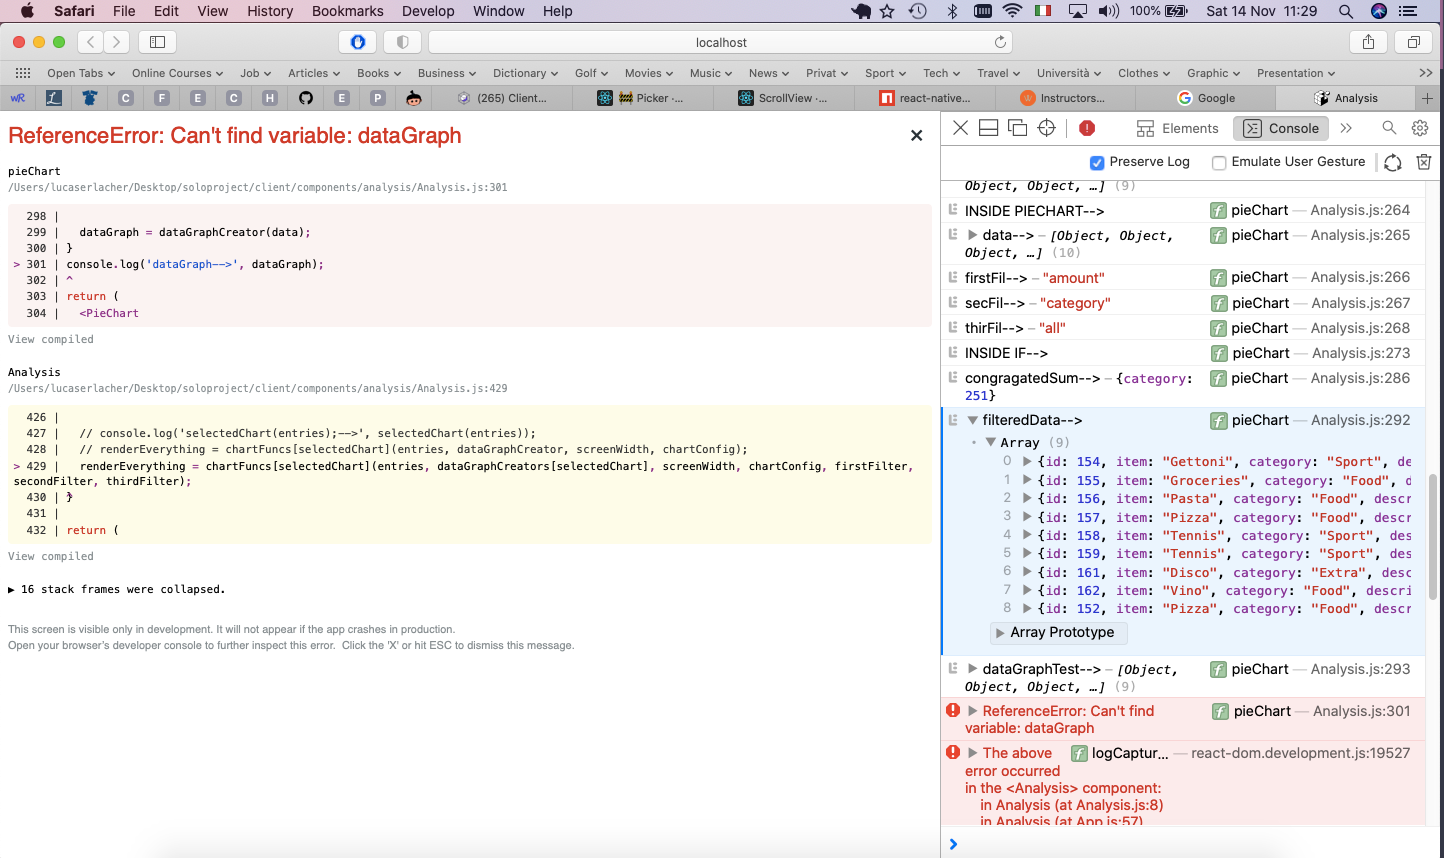 Safari File Edit View History Bookmarks Develop Window Help 100% Sat 14 Nov 11:29
localhost
Open Tabs Online Courses Job Articles Books Business Dictionary Golf Movies Music News Privat Sport Tech Travel Università Clothes Graphic Presentation
wR L C F E C H E P (265) Client... Picker ·... ScrollView ·... react-native... Instructors... Google Analysis
ReferenceError: Can't find variable: dataGraph
pieChart
/Users/lucaserlacher/Desktop/soloproject/client/components/analysis/Analysis.js:301
298 |
299 | dataGraph = dataGraphCreator(data);
300 | }
> 301 | console.log('dataGraph-->', dataGraph);
302 | ^
303 | return (
304 | <PieChart
View compiled
Analysis
/Users/lucaserlacher/Desktop/soloproject/client/components/analysis/Analysis.js:429
426 |
427 | // console.log('selectedChart(entries);-->', selectedChart(entries));
428 | // renderEverything = chartFuncs[selectedChart](entries, dataGraphCreator, screenWidth, chartConfig);
> 429 | renderEverything = chartFuncs[selectedChart](entries, dataGraphCreators[selectedChart], screenWidth, chartConfig, firstFilter,
secondFilter, thirdFilter);
430 | }
431 |
432 | return (
View compiled
▶ 16 stack frames were collapsed.
This screen is visible only in development. It will not appear if the app crashes in production.
Open your browser's developer console to further inspect this error. Click the 'X' or hit ESC to dismiss this message.
Elements Console
Preserve Log Emulate User Gesture
Object, Object, …] (9)
INSIDE PIECHART--> f pieChart — Analysis.js:264
data--> – [Object, Object, f pieChart — Analysis.js:265
Object, …] (10)
firstFil--> – "amount" f pieChart — Analysis.js:266
secFil--> – "category" f pieChart — Analysis.js:267
thirFil--> – "all" f pieChart — Analysis.js:268
INSIDE IF--> f pieChart — Analysis.js:273
congragatedSum--> – {category: f pieChart — Analysis.js:286
251}
filteredData--> f pieChart — Analysis.js:292
Array (9)
0 {id: 154, item: "Gettoni", category: "Sport", de
1 {id: 155, item: "Groceries", category: "Food", d
2 {id: 156, item: "Pasta", category: "Food", descr
3 {id: 157, item: "Pizza", category: "Food", descr
4 {id: 158, item: "Tennis", category: "Sport", des
5 {id: 159, item: "Tennis", category: "Sport", des
6 {id: 161, item: "Disco", category: "Extra", desc
7 {id: 162, item: "Vino", category: "Food", descri
8 {id: 152, item: "Pizza", category: "Food", descr
Array Prototype
dataGraphTest--> – [Object, f pieChart — Analysis.js:293
Object, Object, …] (9)
ReferenceError: Can't find f pieChart — Analysis.js:301
variable: dataGraph
The above f logCaptur... — react-dom.development.js:19527
error occurred
in the <Analysis> component:
in Analysis (at Analysis.js:8)
in Analysis (at App.js:57)